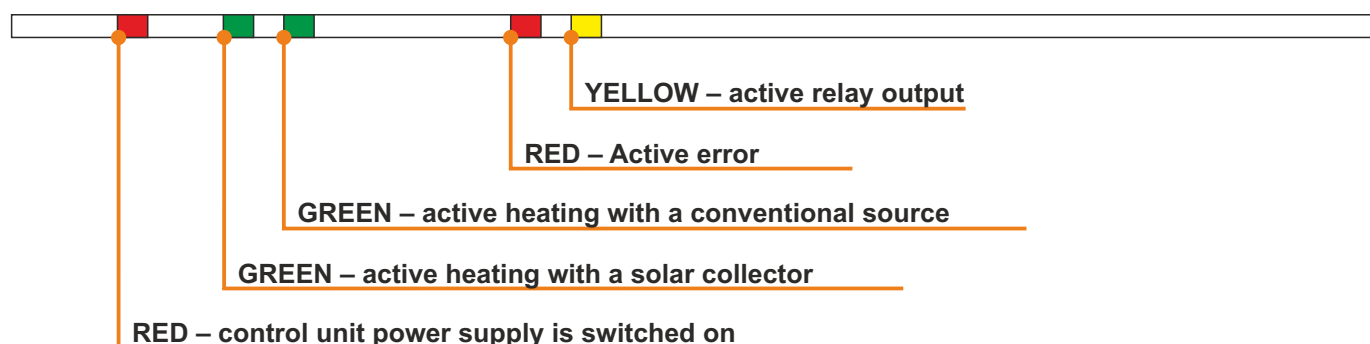 YELLOW – active relay output
RED – Active error
GREEN – active heating with a conventional source
GREEN – active heating with a solar collector
RED – control unit power supply is switched on